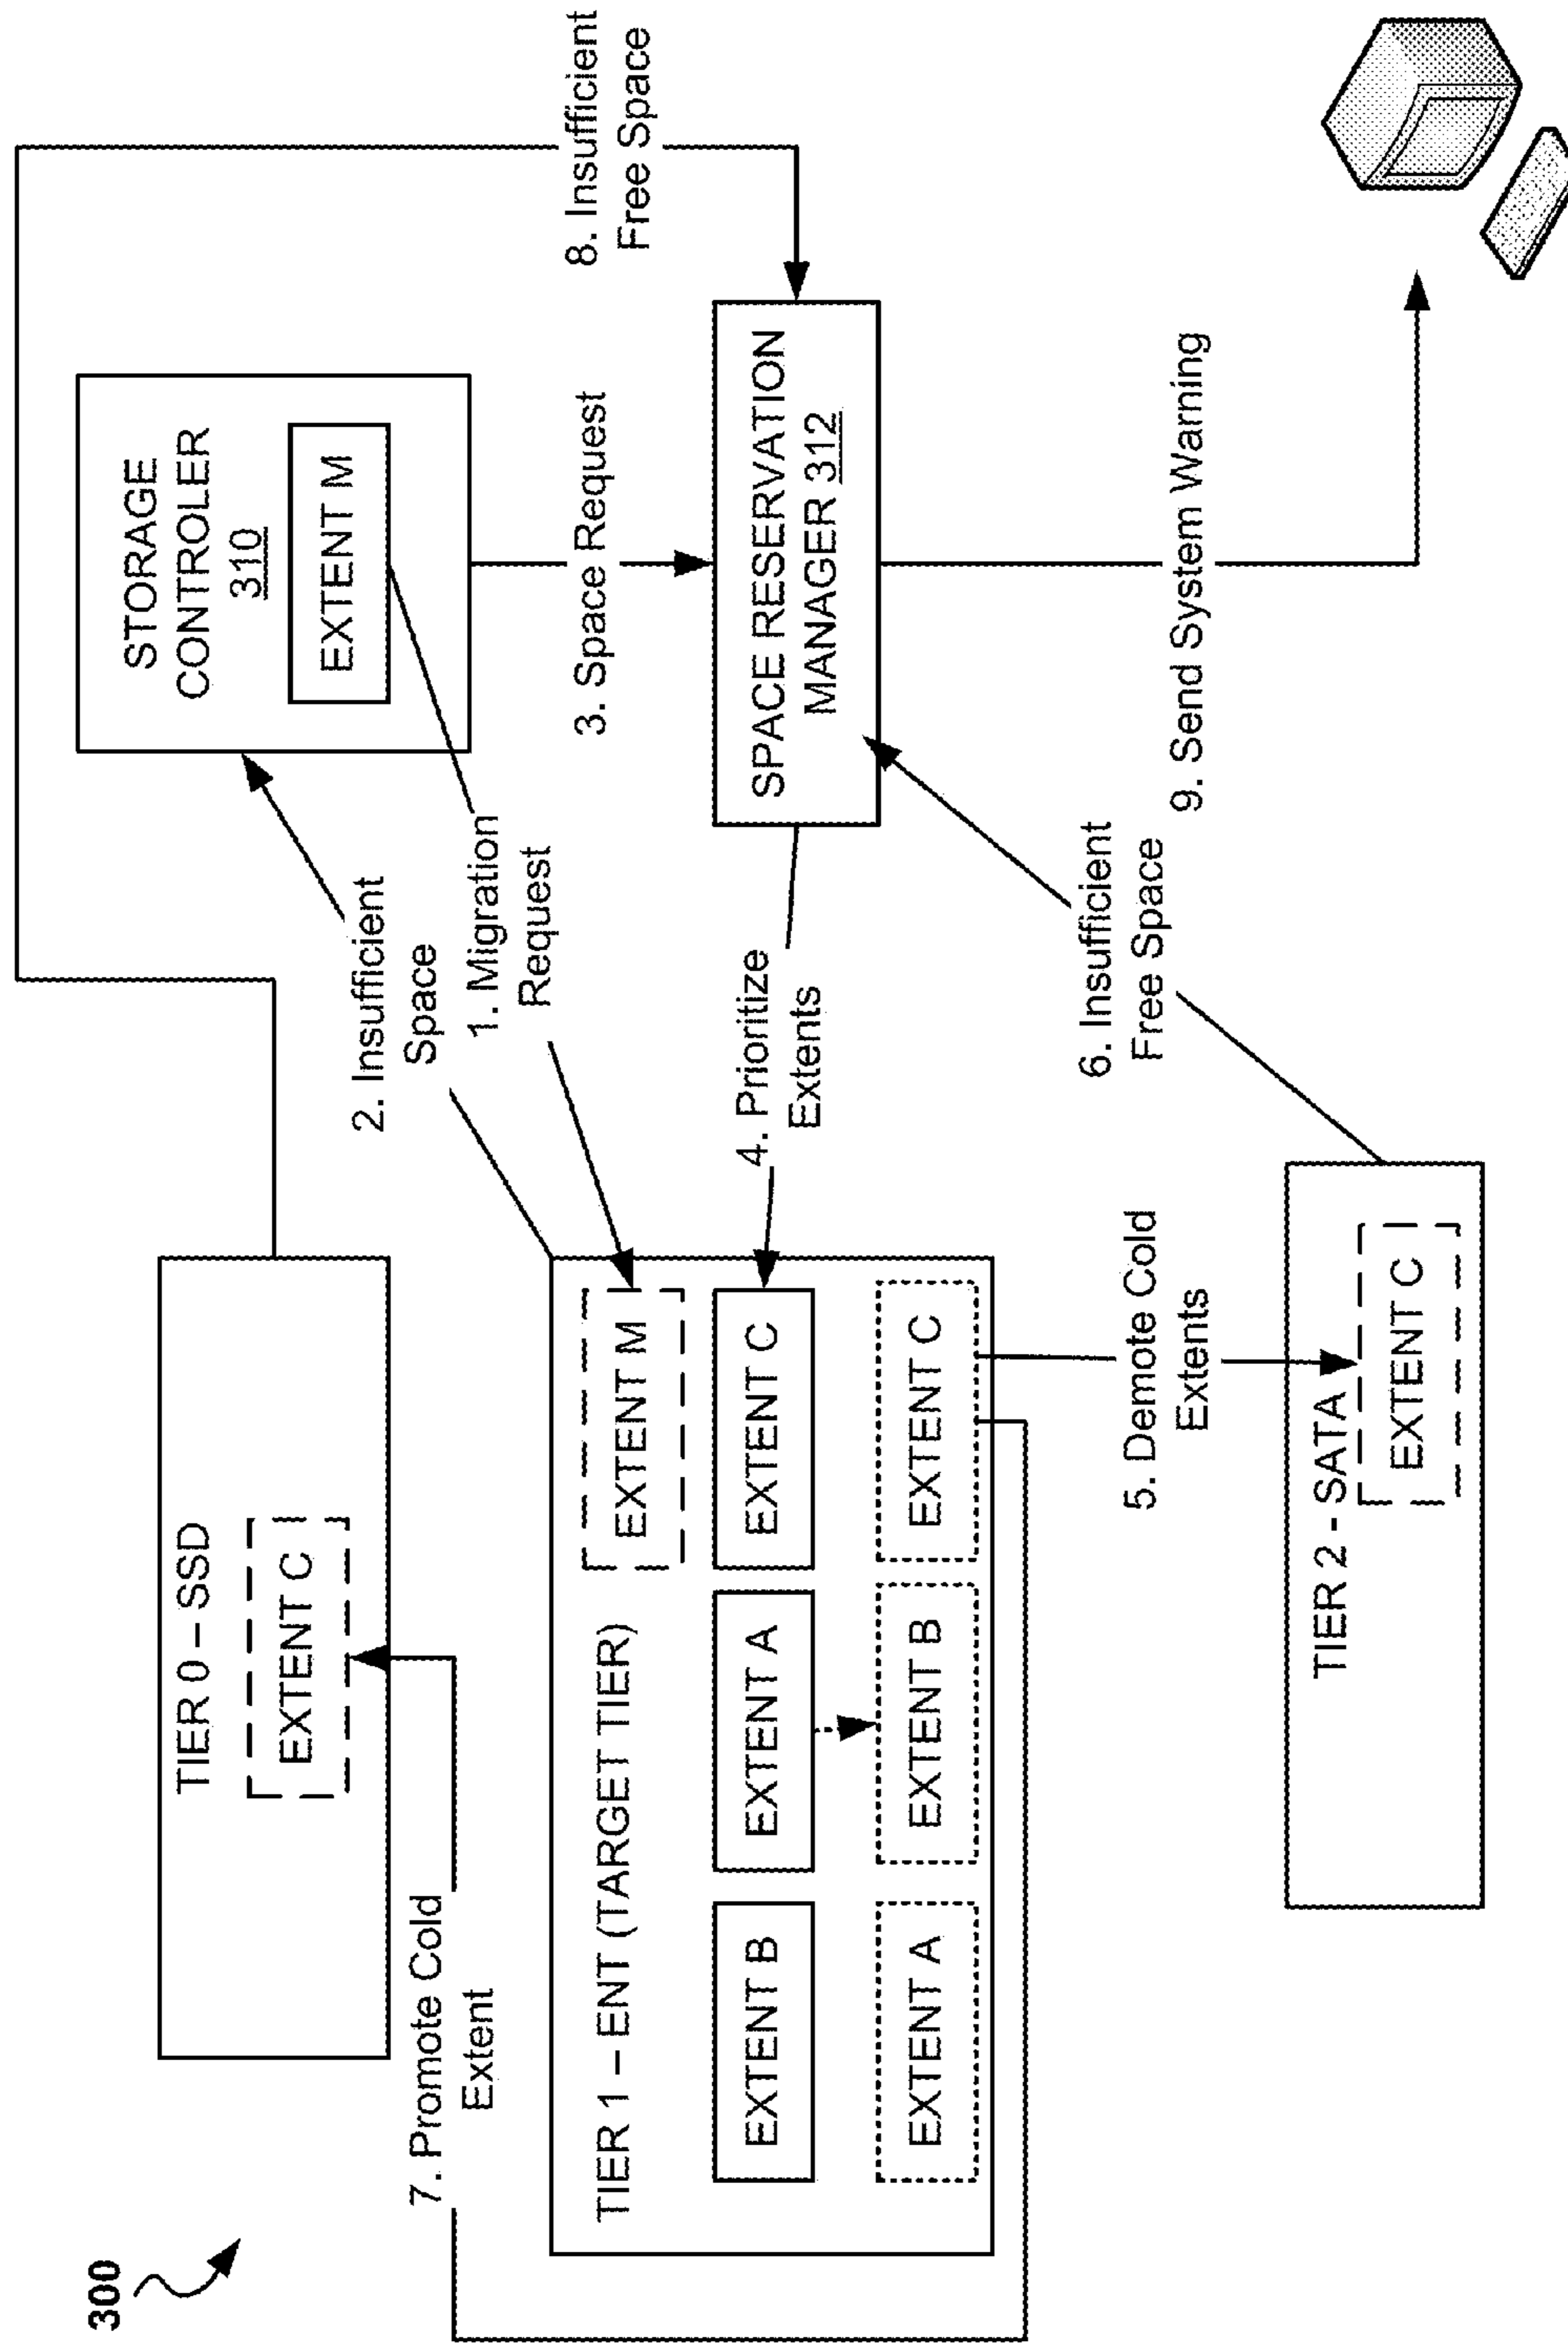 300
TIER 0 – SSD
EXTENT C
7. Promote Cold
Extent
TIER 1 – ENT (TARGET TIER)
EXTENT M
EXTENT B
EXTENT A
EXTENT C
EXTENT A
EXTENT B
EXTENT C
5. Demote Cold
Extents
TIER 2 - SATA
EXTENT C
2. Insufficient
Space
1. Migration
Request
4. Prioritize
Extents
6. Insufficient
Free Space
STORAGE
CONTROLER
310
EXTENT M
3. Space Request
SPACE RESERVATION
MANAGER 312
8. Insufficient
Free Space
9. Send System Warning